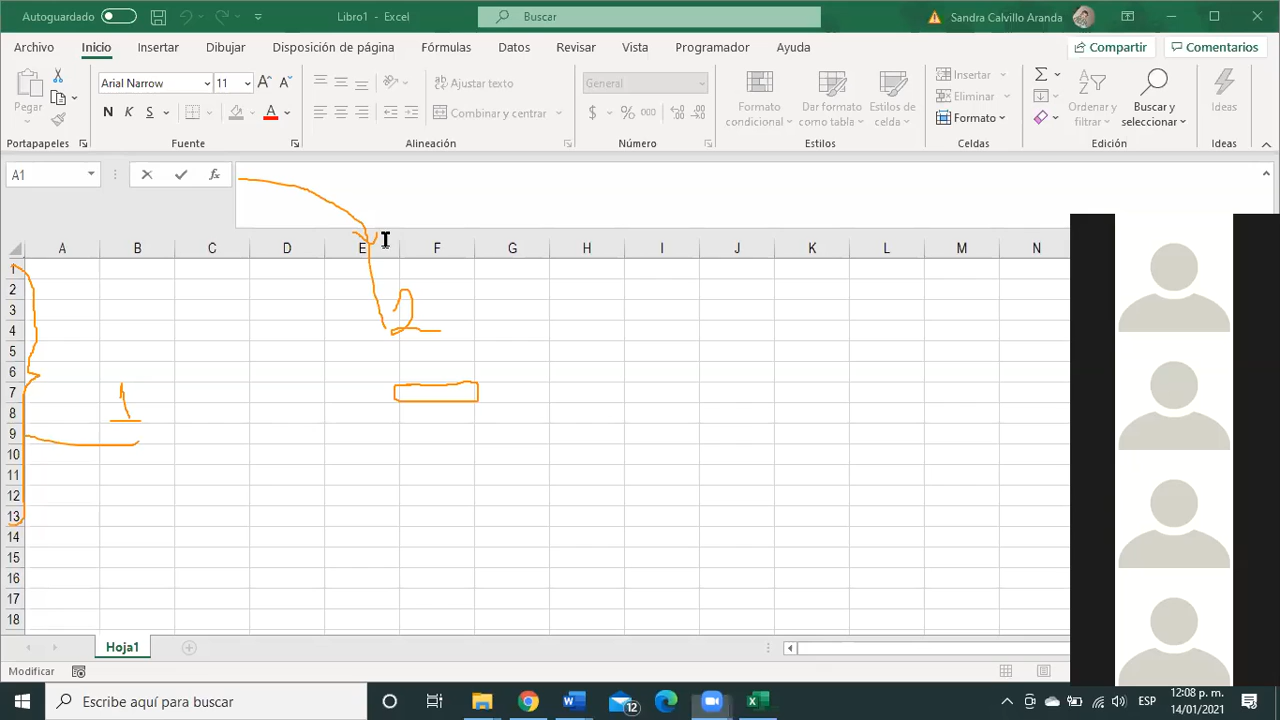 Autoguardado
Libro1 - Excel
Buscar
Sandra Calvillo Aranda
Archivo Inicio Insertar Dibujar Disposición de página Fórmulas Datos Revisar Vista Programador Ayuda
Compartir Comentarios
Pegar
Portapapeles
Arial Narrow 11
N K S
Fuente
Ajustar texto
Combinar y centrar
Alineación
General
$ % 000
Número
Formato condicional
Dar formato como tabla
Estilos de celda
Estilos
Insertar
Eliminar
Formato
Celdas
Ordenar y filtrar
Buscar y seleccionar
Edición
Ideas
Ideas
A1 fx
A B C D E F G H I J K L M N
1
2
3
4
5
6
7
8
9
10
11
12
13
14
15
16
17
18
2
1
Hoja1
Modificar
Escribe aquí para buscar
12
ESP
12:08 p. m.
14/01/2021